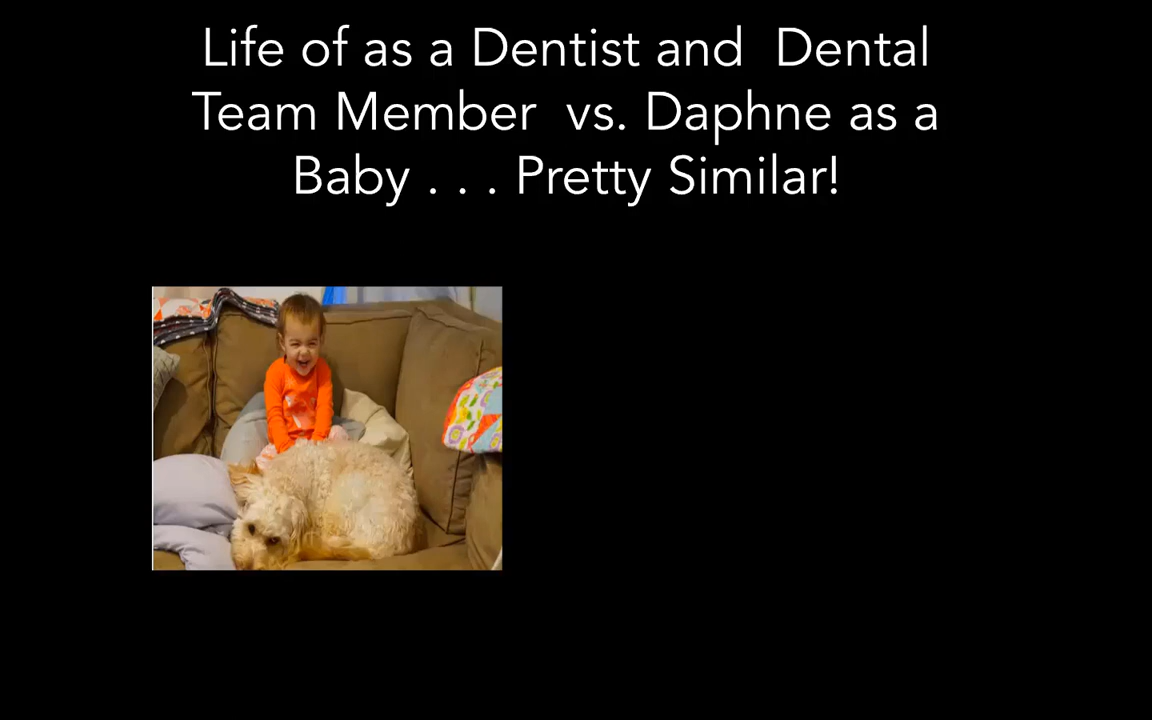 Life of as a Dentist and  Dental
Team Member  vs. Daphne as a
Baby . . . Pretty Similar!